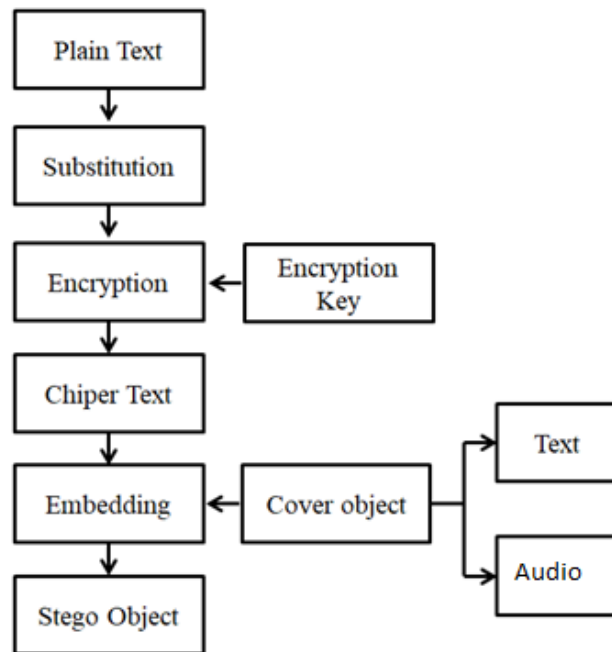 Plain Text
Substitution
Encryption
Encryption
Key
Chiper Text
Embedding
Cover object
Text
Audio
Stego Object